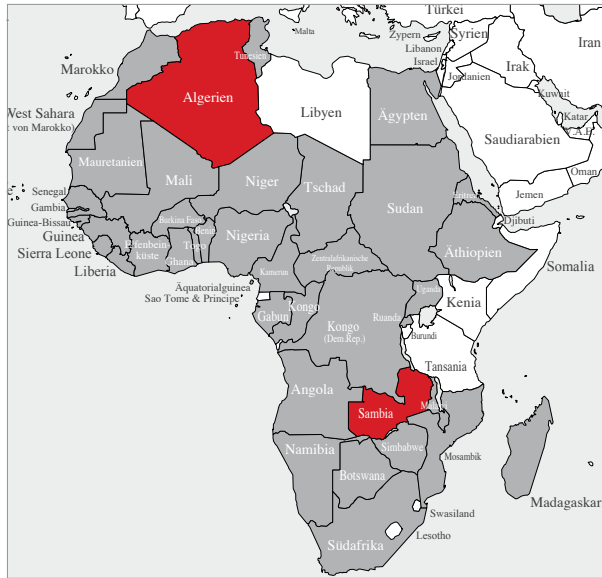 Türkei
Malta
Zypern
Syrien
Libanon
Israel
Irak
Iran
Marokko
Tunesien
Jordanien
Kuwait
Algerien
Libyen
Ägypten
Katar
V.A.E.
West Sahara
t von Marokko)
Saudiarabien
Oman
Mauretanien
Mali
Niger
Tschad
Sudan
Eritrea
Jemen
Senegal
Gambia
Guinea-Bissau
Guinea
Sierra Leone
Liberia
Burkina Faso
Benin
Elfenbein-
küste
Togo
Ghana
Nigeria
Djibuti
Äthiopien
Somalia
Zentralafrikanische
Republik
Kamerun
Äquatorialguinea
Sao Tome & Principe
Uganda
Kenia
Gabun
Kongo
Ruanda
Kongo
(Dem.Rep.)
Burundi
Tansania
Angola
Sambia
Malawi
Namibia
Simbabwe
Mosambik
Botswana
Madagaskar
Swasiland
Südafrika
Lesotho